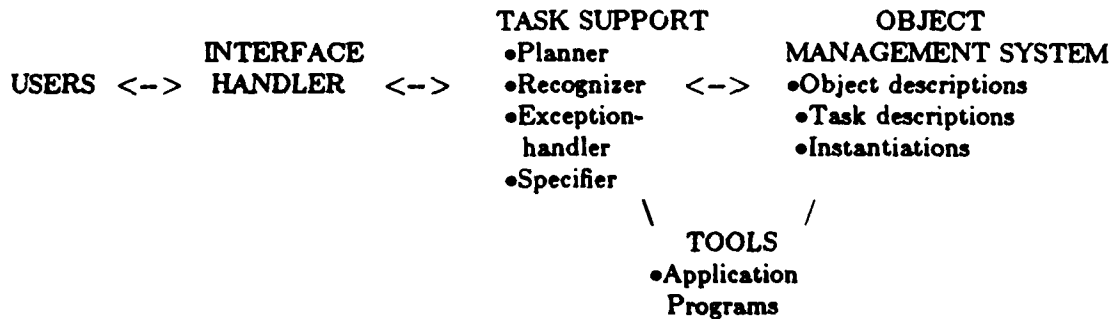 TASK SUPPORT OBJECT
INTERFACE •Planner MANAGEMENT SYSTEM
USERS <--> HANDLER <--> •Recognizer <--> •Object descriptions
•Exception- •Task descriptions
handler •Instantiations
•Specifier
\ /
TOOLS
•Application
Programs